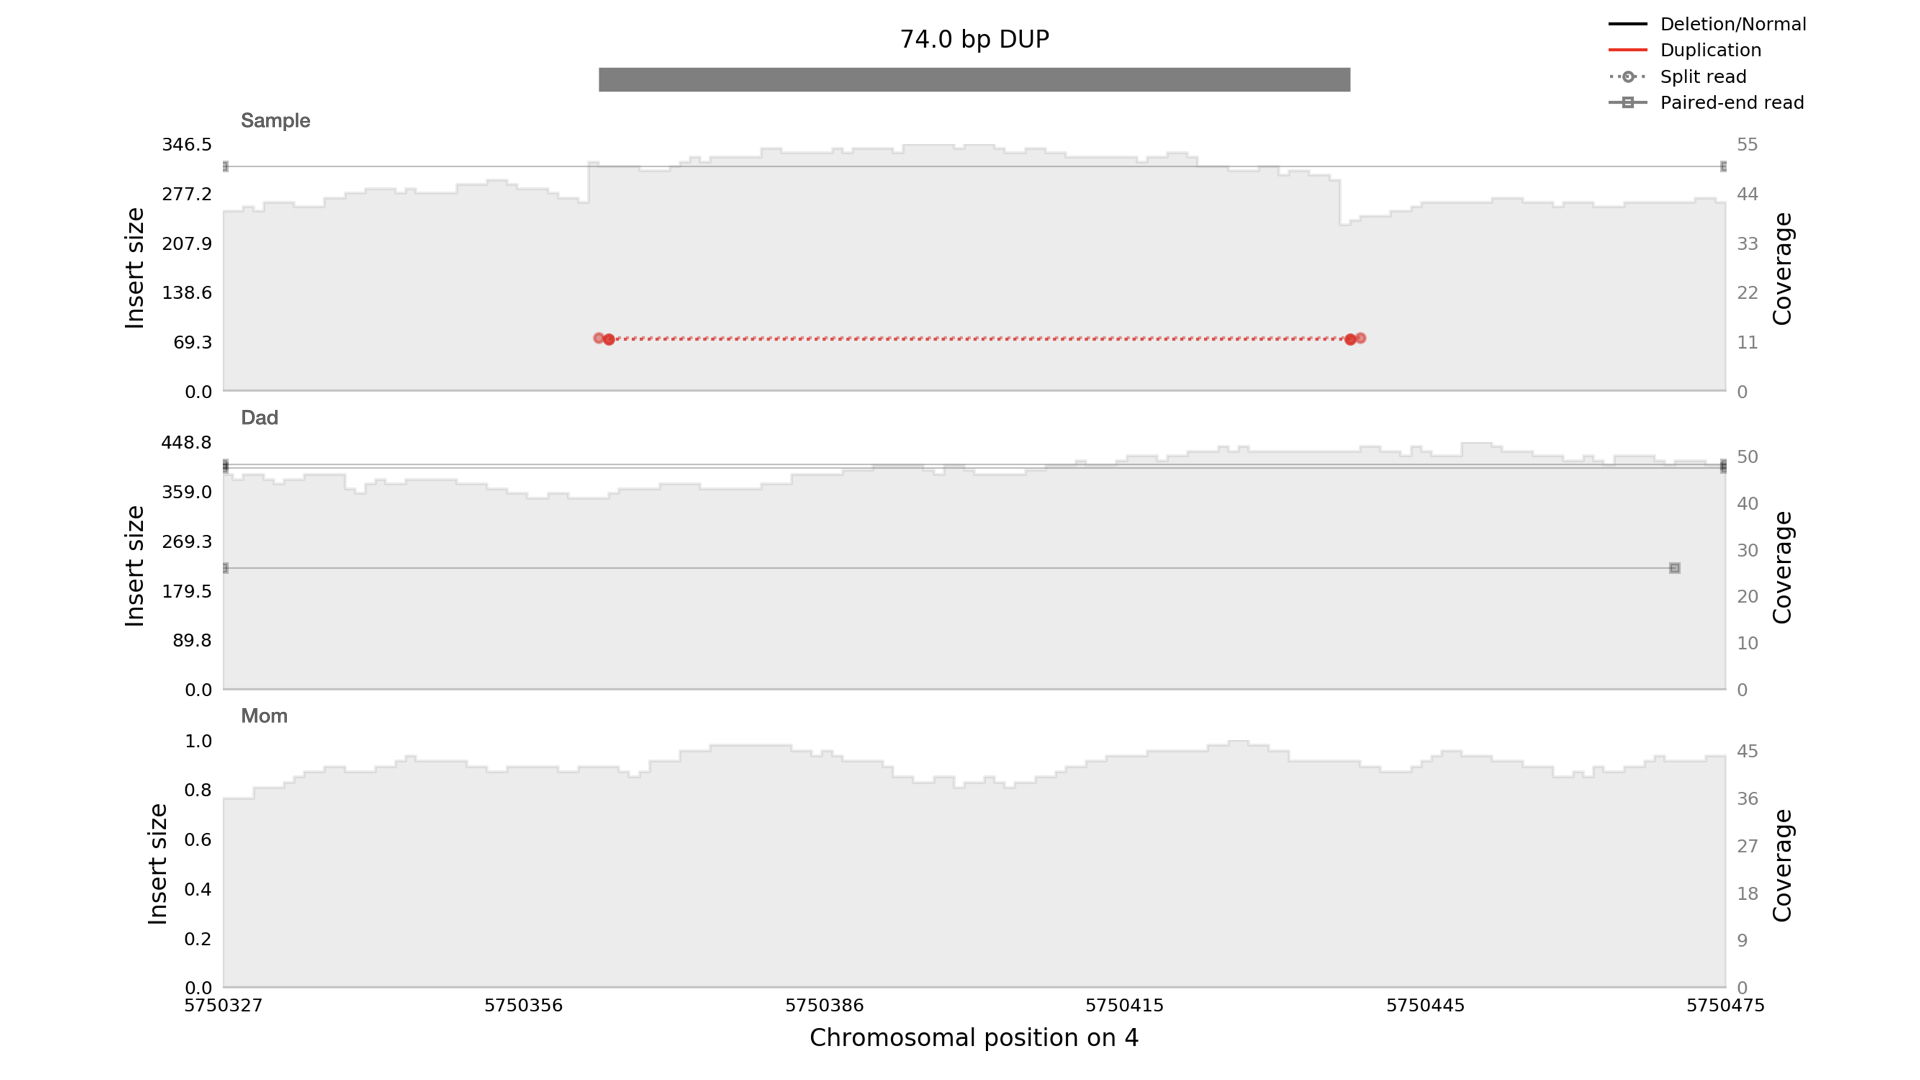 74.0 bp DUP
Deletion/Normal
Duplication
Split read
Paired-end read
Sample
346.5
277.2
207.9
138.6
69.3
0.0
Insert size
55
44
33
22
11
0
Coverage
Dad
448.8
359.0
269.3
179.5
89.8
0.0
Insert size
50
40
30
20
10
0
Coverage
Mom
1.0
0.8
0.6
0.4
0.2
0.0
Insert size
45
36
27
18
9
0
Coverage
5750327 5750356 5750386 5750415 5750445 5750475
Chromosomal position on 4